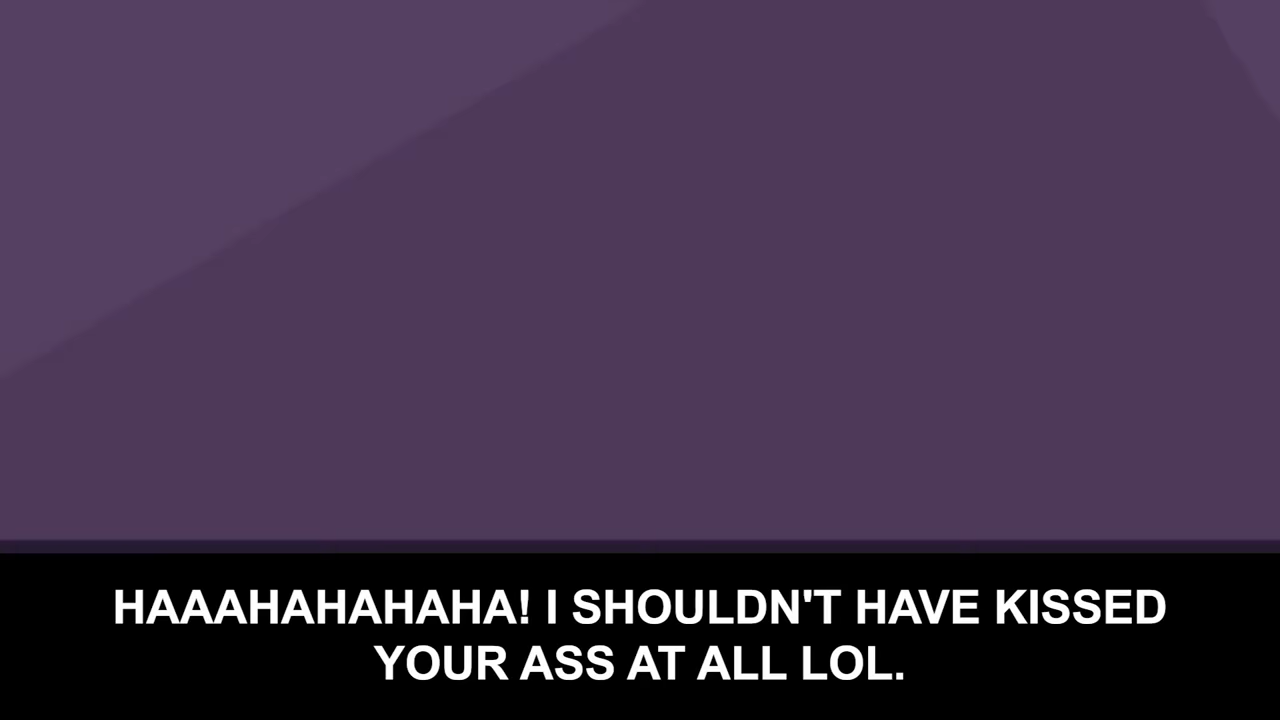 HAAAHAHAHAHA! I SHOULDN'T HAVE KISSED
YOUR ASS AT ALL LOL.